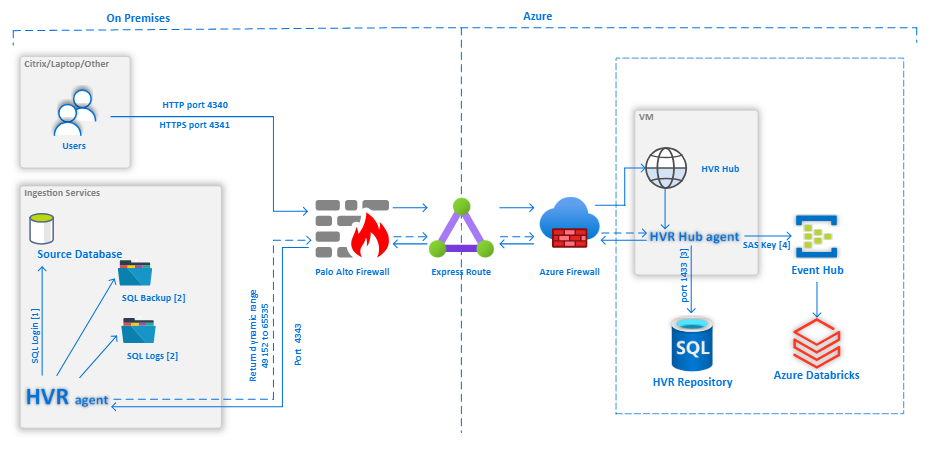 On Premises
Azure
Citrix/Laptop/Other
Users
HTTP port 4340
HTTPS port 4341
Ingestion Services
Source Database
SQL Backup [2]
SQL Logs [2]
SQL Login [1]
HVR agent
Return dynamic range
49152 to 65535
Port 4343
Palo Alto Firewall
Express Route
Azure Firewall
VM
HVR Hub
HVR Hub agent
SAS Key [4]
port 1433 [3]
Event Hub
SQL
HVR Repository
Azure Databricks